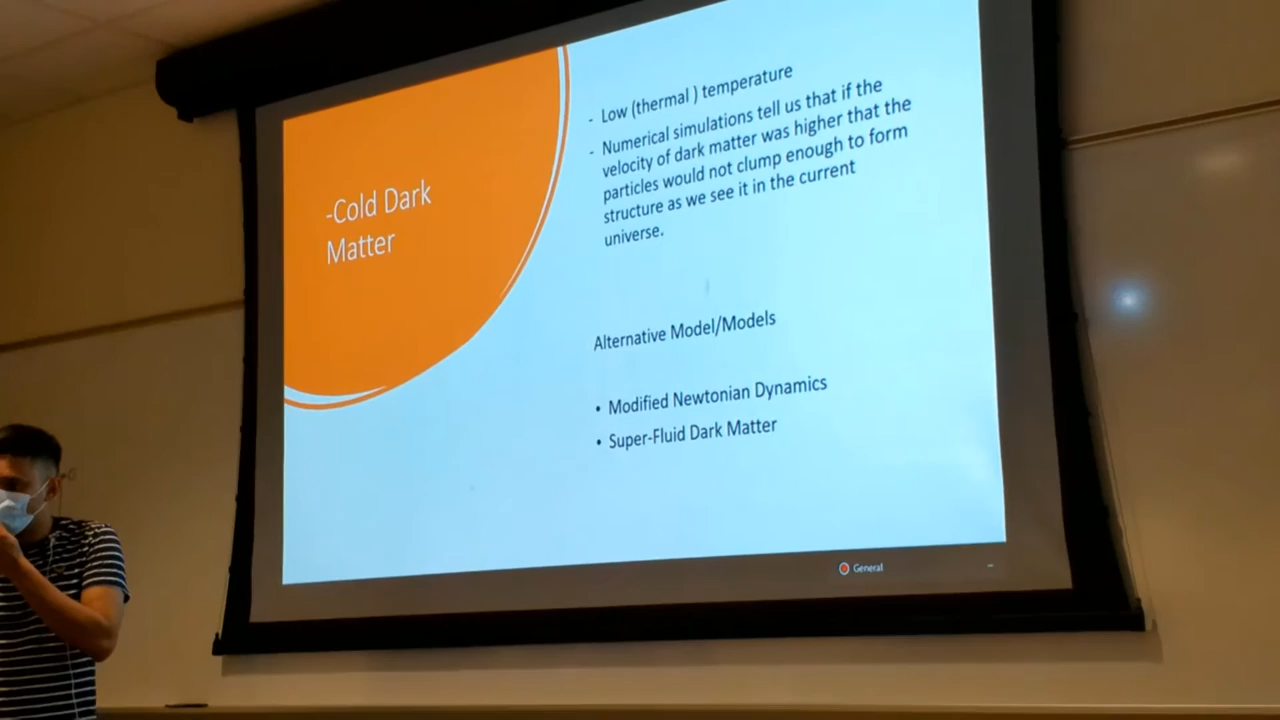 -Cold Dark
Matter
- Low (thermal ) temperature
- Numerical simulations tell us that if the
velocity of dark matter was higher that the
particles would not clump enough to form
structure as we see it in the current
universe.
Alternative Model/Models
• Modified Newtonian Dynamics
• Super-Fluid Dark Matter
General